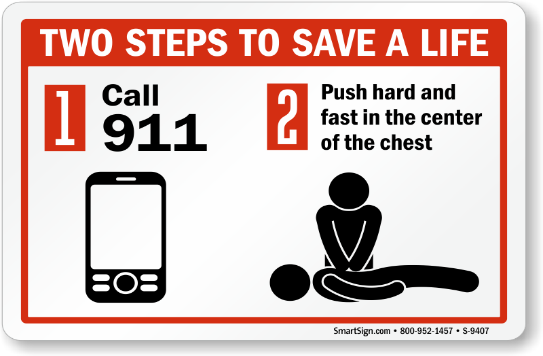 TWO STEPS TO SAVE A LIFE
1
Call
911
2
Push hard and
fast in the center
of the chest
SmartSign.com • 800-952-1457 • S-9407